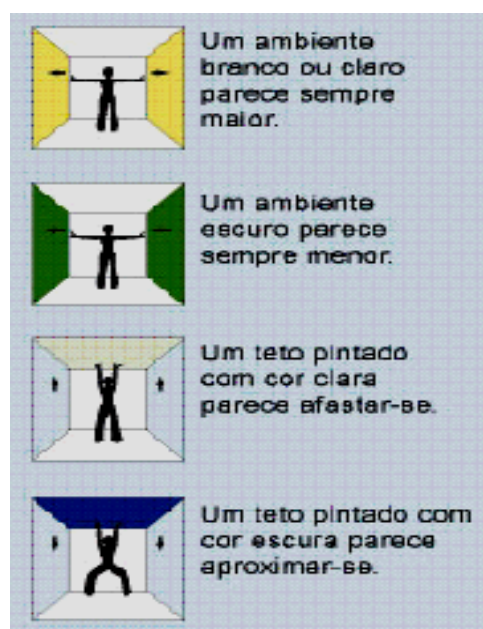 Um ambiente
branco ou claro
parece sempre
maior.
Um ambiente
escuro parece
sempre menor.
Um teto pintado
com cor clara
parece afastar-se.
Um teto pintado com
cor escura parece
aproximar-se.